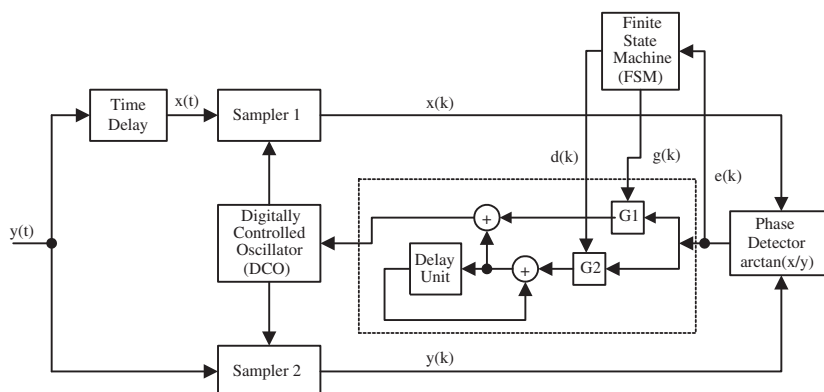 Finite
State
Machine
(FSM)
Time
Delay
x(t)
Sampler 1
x(k)
d(k)
g(k)
e(k)
y(t)
Digitally
Controlled
Oscillator
(DCO)
+
G1
Delay
Unit
+
G2
Phase
Detector
arctan(x/y)
Sampler 2
y(k)